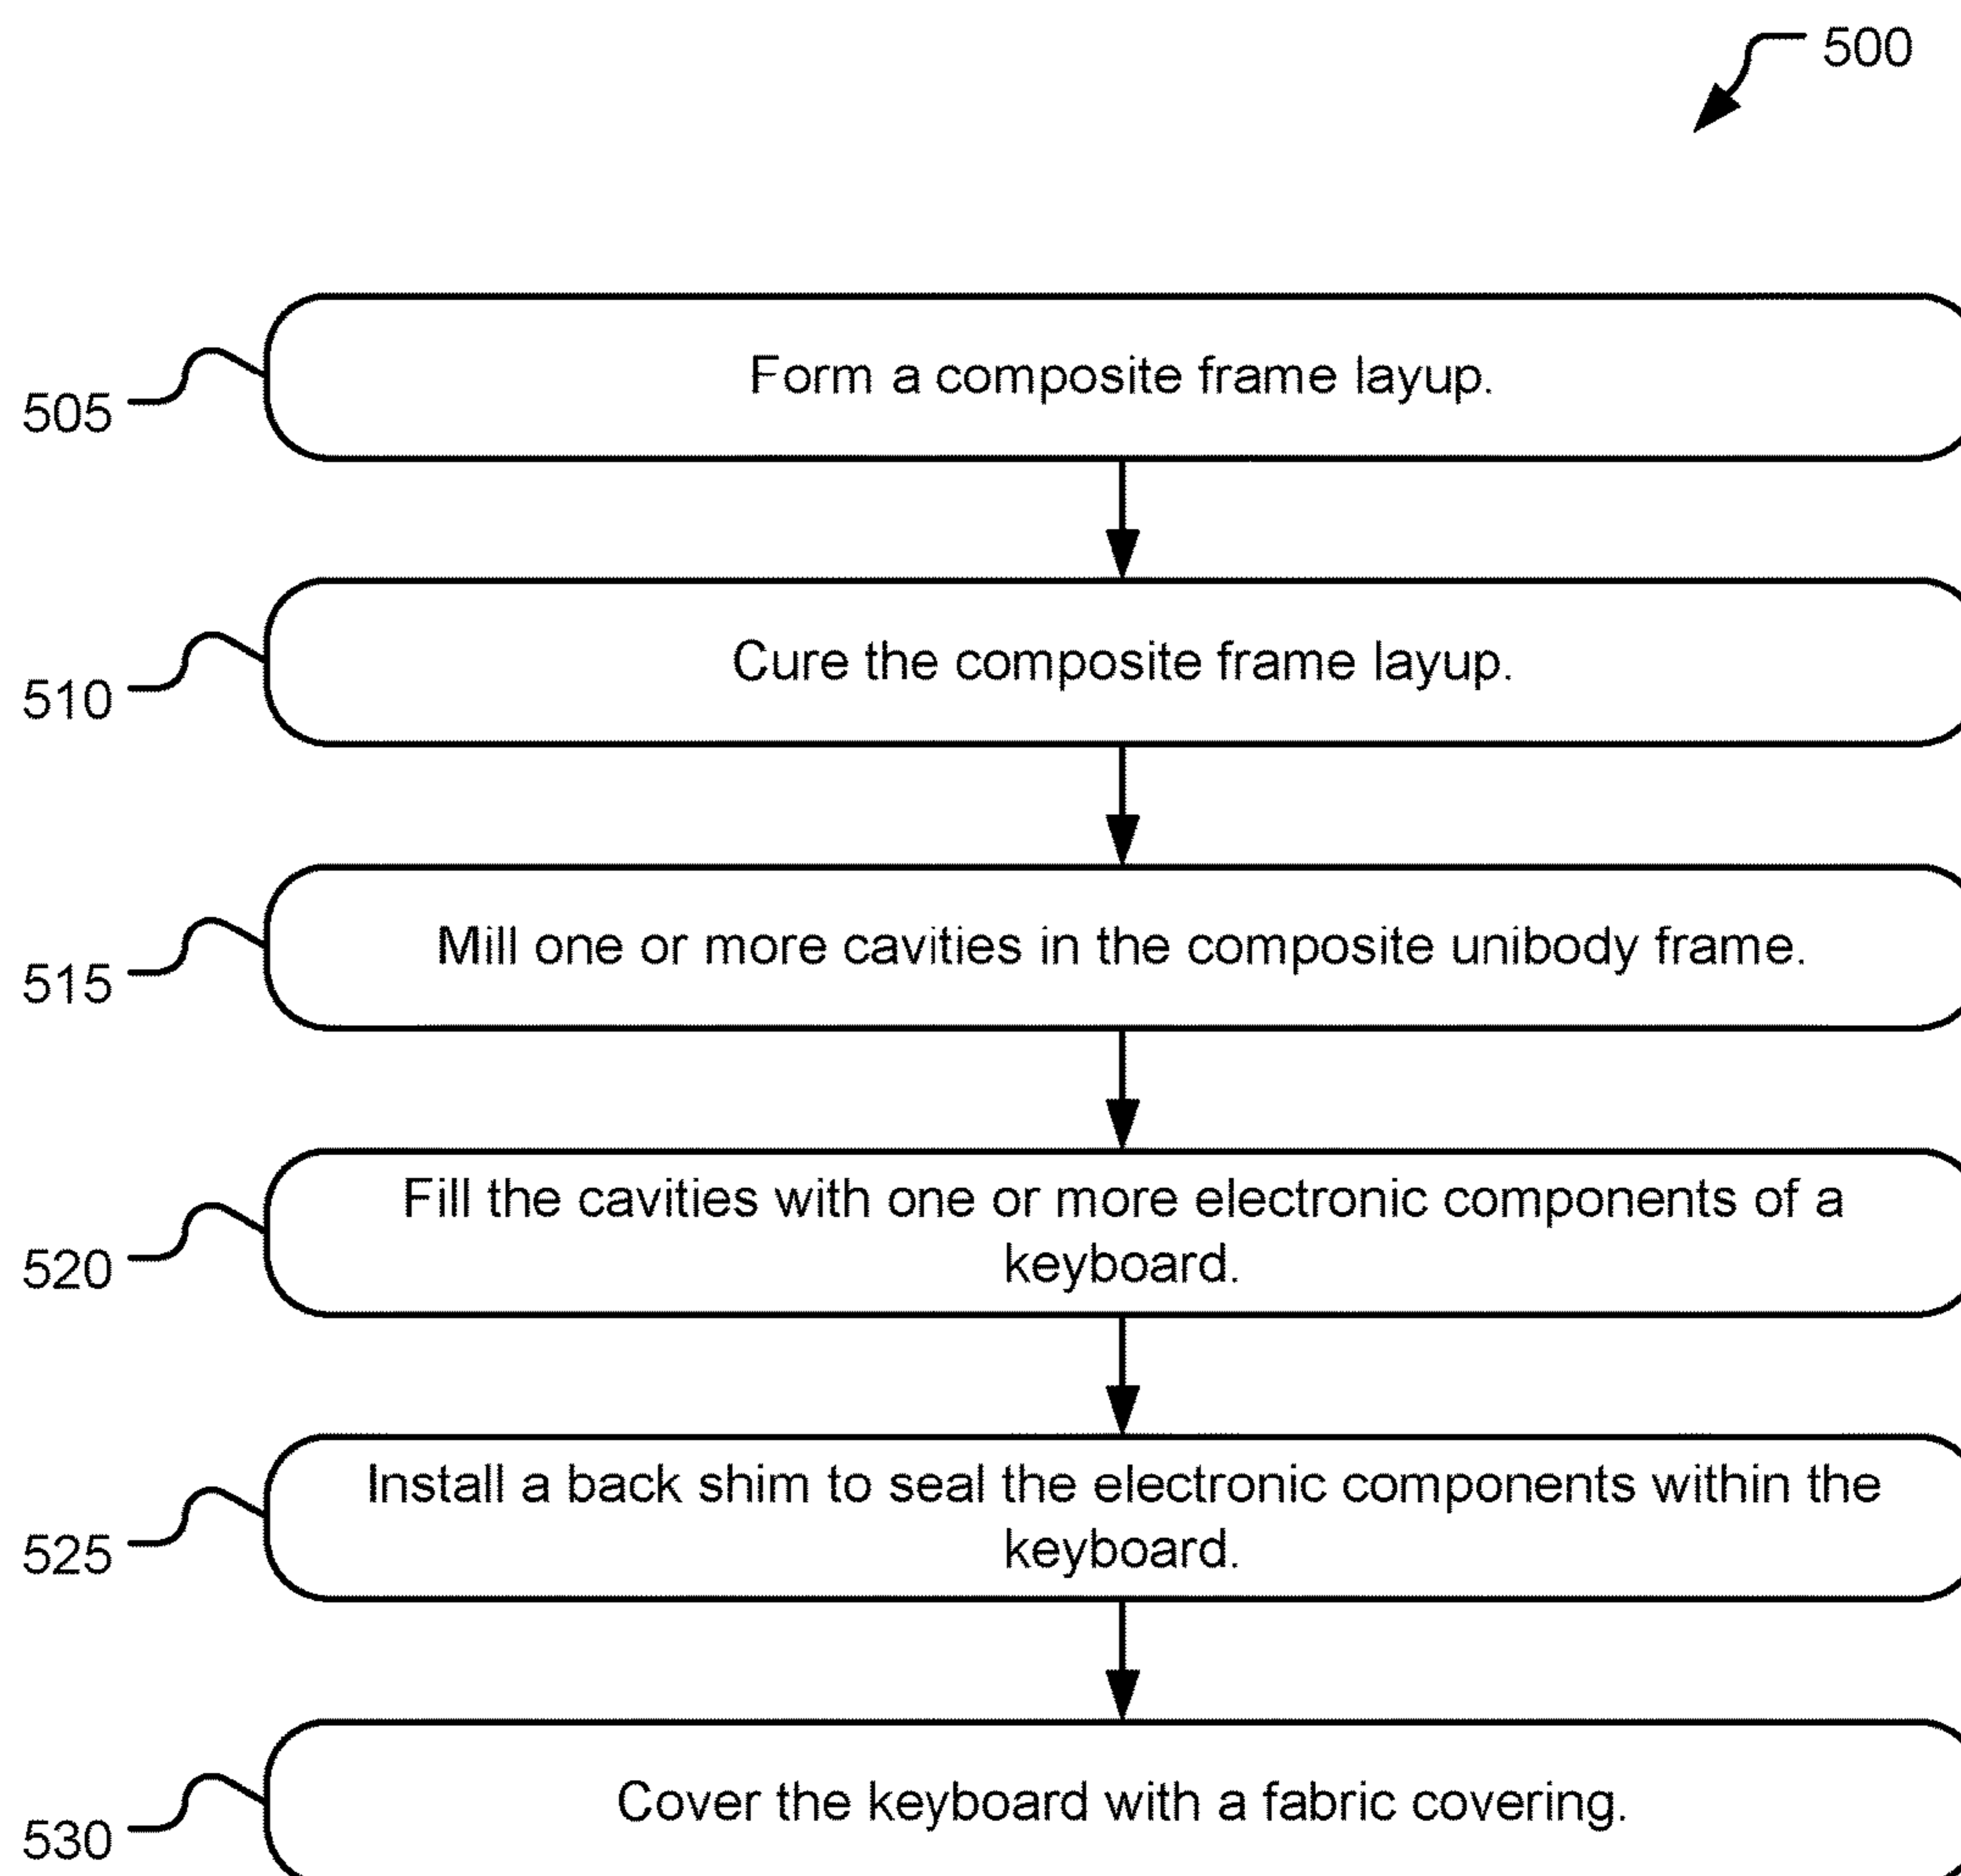 500
505
Form a composite frame layup.
510
Cure the composite frame layup.
515
Mill one or more cavities in the composite unibody frame.
520
Fill the cavities with one or more electronic components of a
keyboard.
525
Install a back shim to seal the electronic components within the
keyboard.
530
Cover the keyboard with a fabric covering.